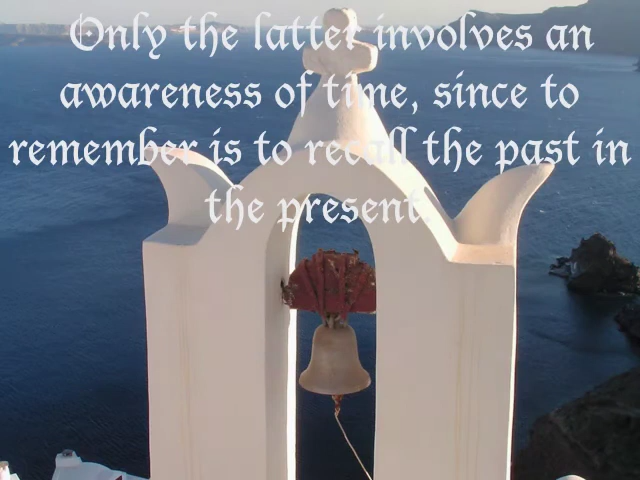 Only the latter involves an
awareness of time, since to
remember is to recall the past in
the present.